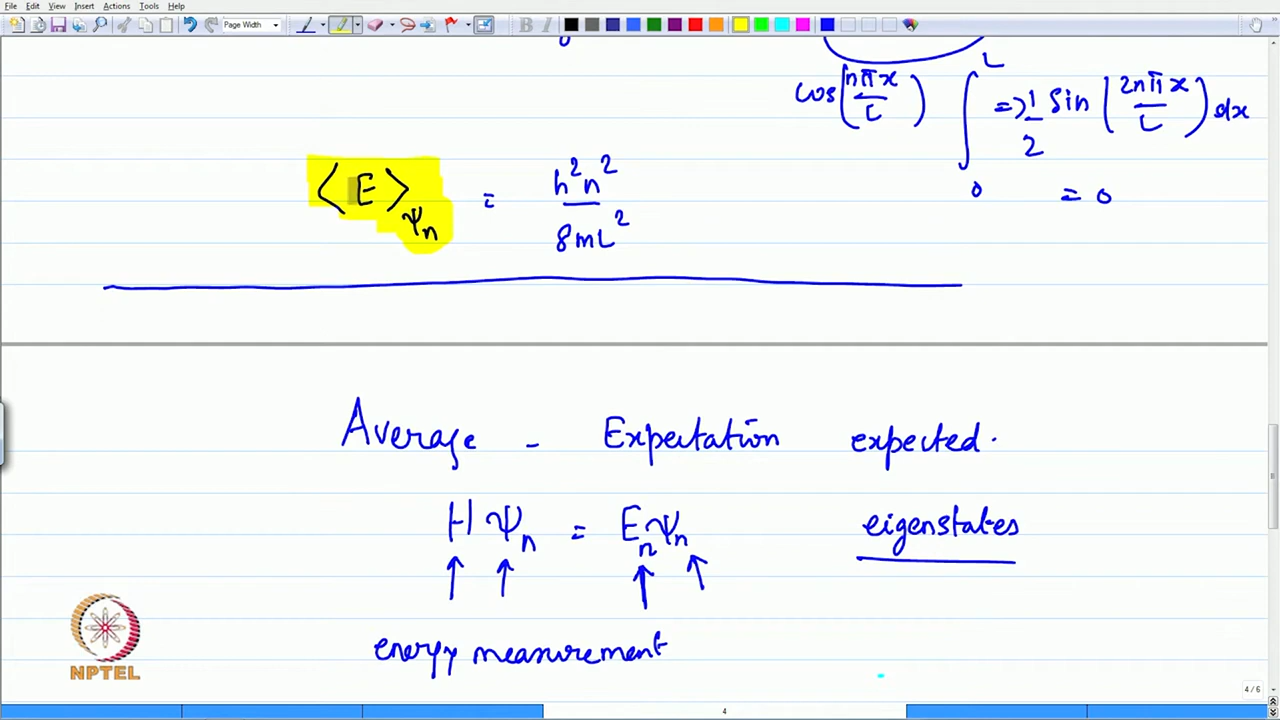 File Edit View Insert Actions Tools Help
Page Width
cos(nπx/L) ∫₀ᴸ => 1/2 Sin (2nπx/L) dx
= 0
⟨E⟩ψn = h²n²/8mL²
Average - Expectation expected.
Hψn = Enψn eigenstates
energy measurement
NPTEL
4/6
4